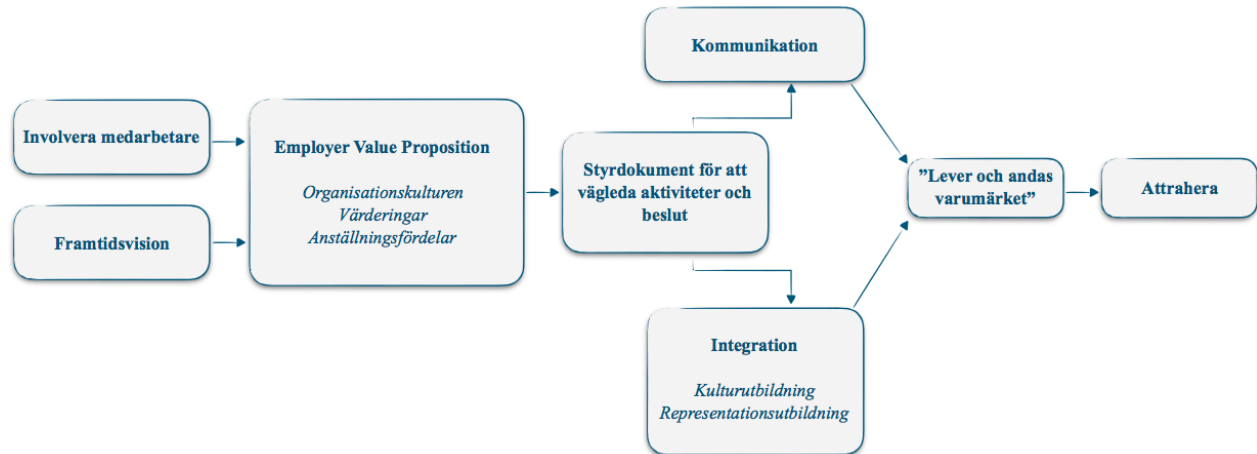 Involvera medarbetare
Framtidsvision
Employer Value Proposition
Organisationskulturen
Värderingar
Anställningsfördelar
Styrdokument för att
vägleda aktiviteter och
beslut
Kommunikation
Integration
Kulturutbildning
Representationsutbildning
”Lever och andas
varumärket”
Attrahera